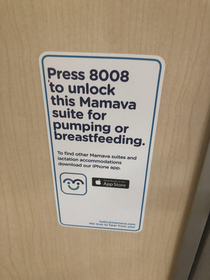 Press 8008
to unlock
this Mamava
suite for
pumping or
breastfeeding.
To find other Mamava suites and
lactation accommodations
download our iPhone app.
App Store